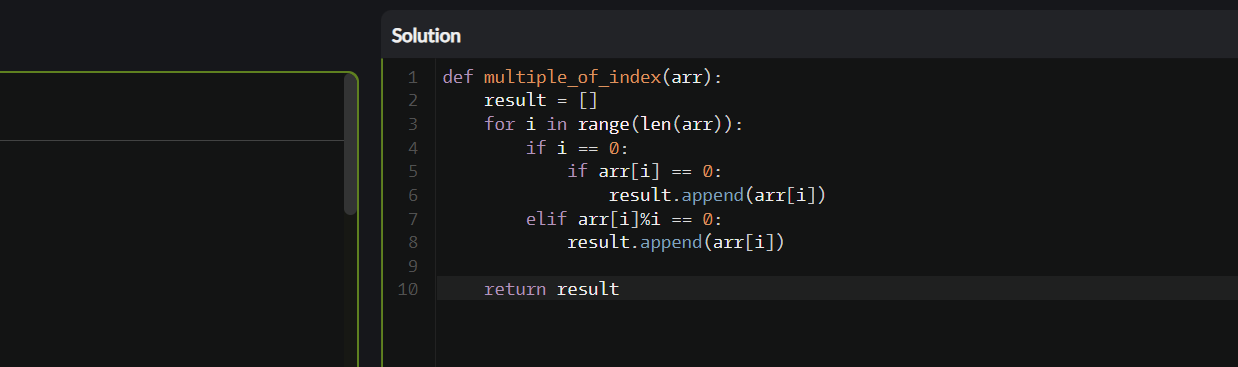 Solution
1 def multiple_of_index(arr):
2     result = []
3     for i in range(len(arr)):
4         if i == 0:
5             if arr[i] == 0:
6                 result.append(arr[i])
7         elif arr[i]%i == 0:
8             result.append(arr[i])
9
10     return result